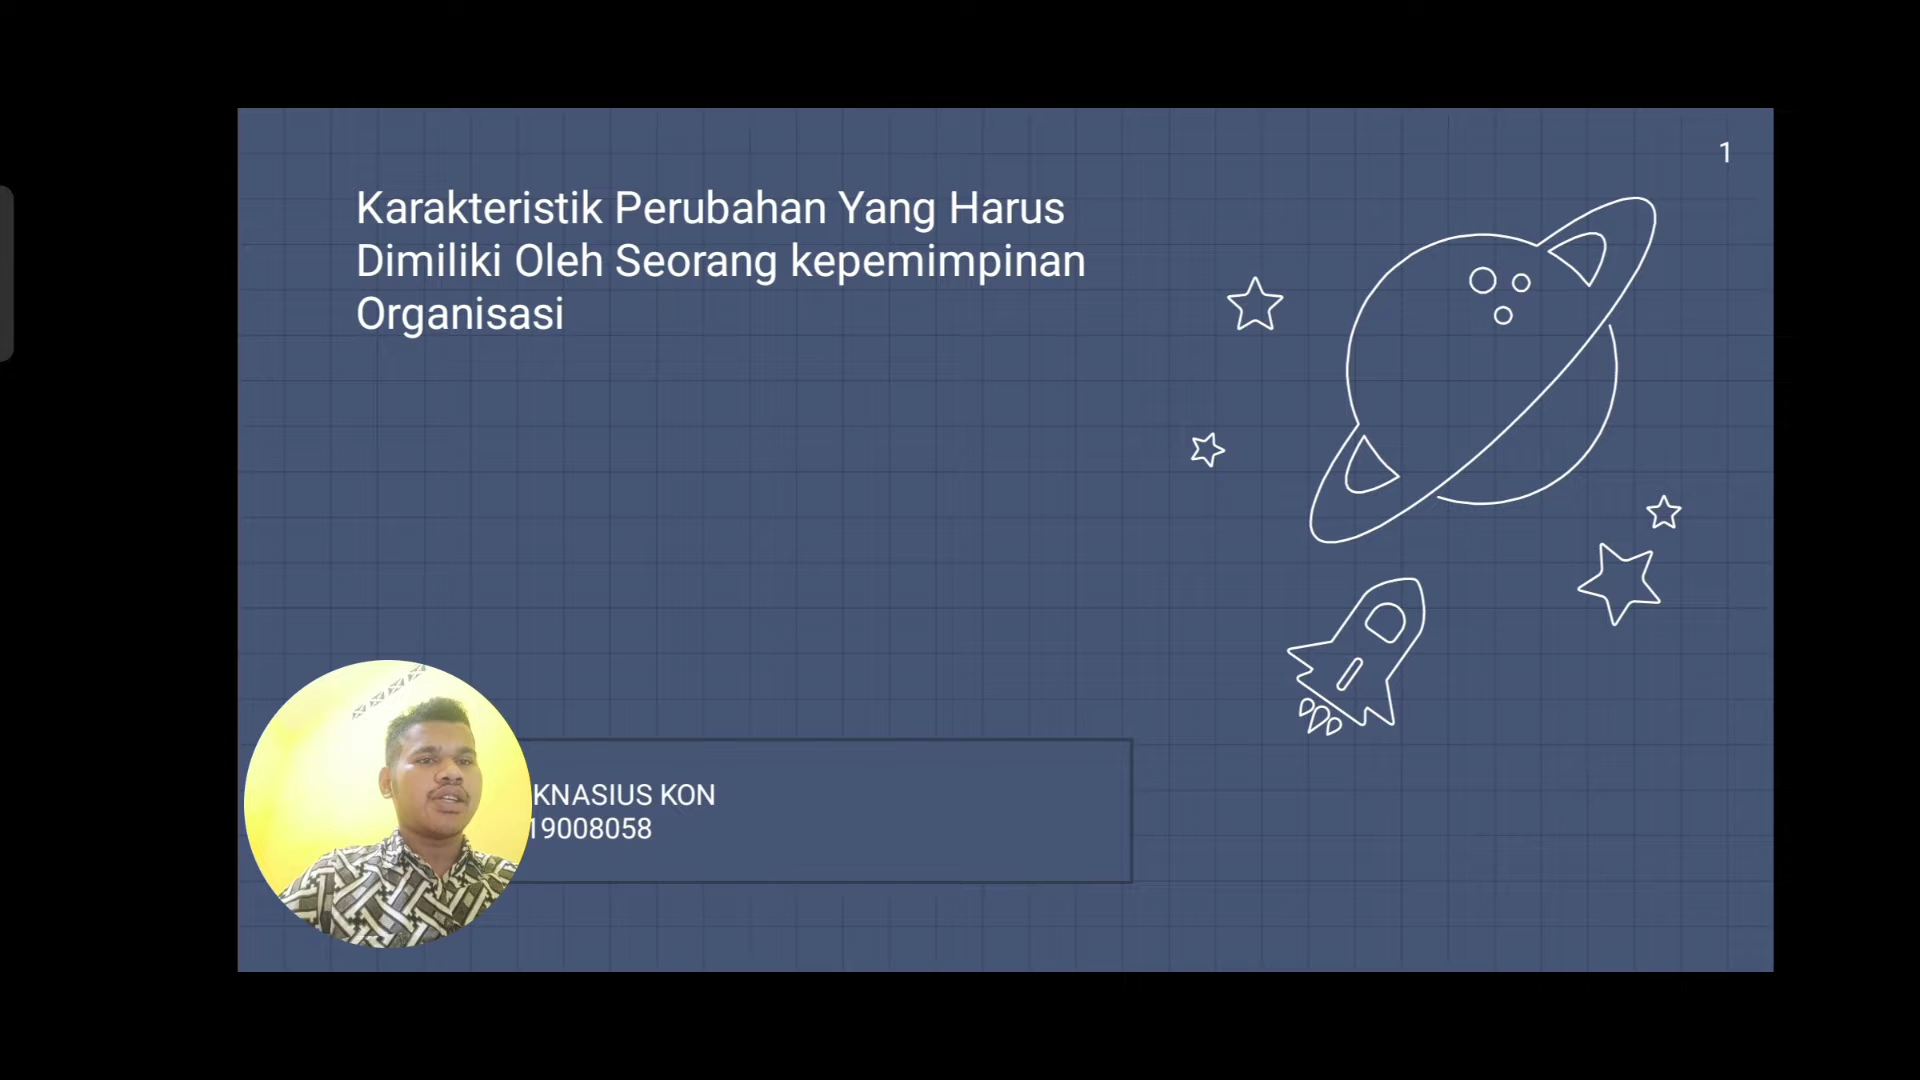 1
Karakteristik Perubahan Yang Harus
Dimiliki Oleh Seorang kepemimpinan
Organisasi
KNASIUS KON
19008058